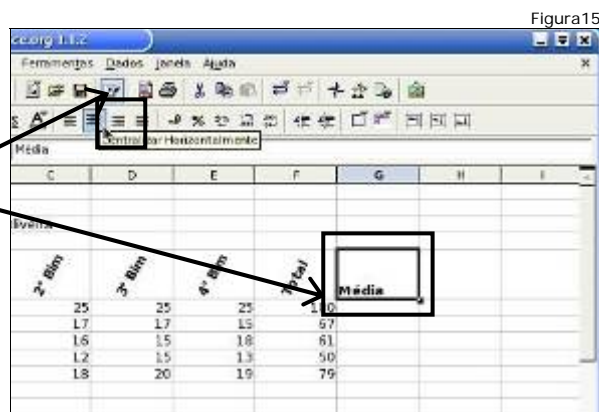 Figura15
ce.org 1.1.2
Ferramentas Dados Janela Ajuda
Centralizar Horizontalmente
Média
C D E F G H I
2º Bim 3º Bim 4º Bim Total Média
25 25 25 100
17 17 15 67
16 15 18 61
12 15 13 50
18 20 19 79